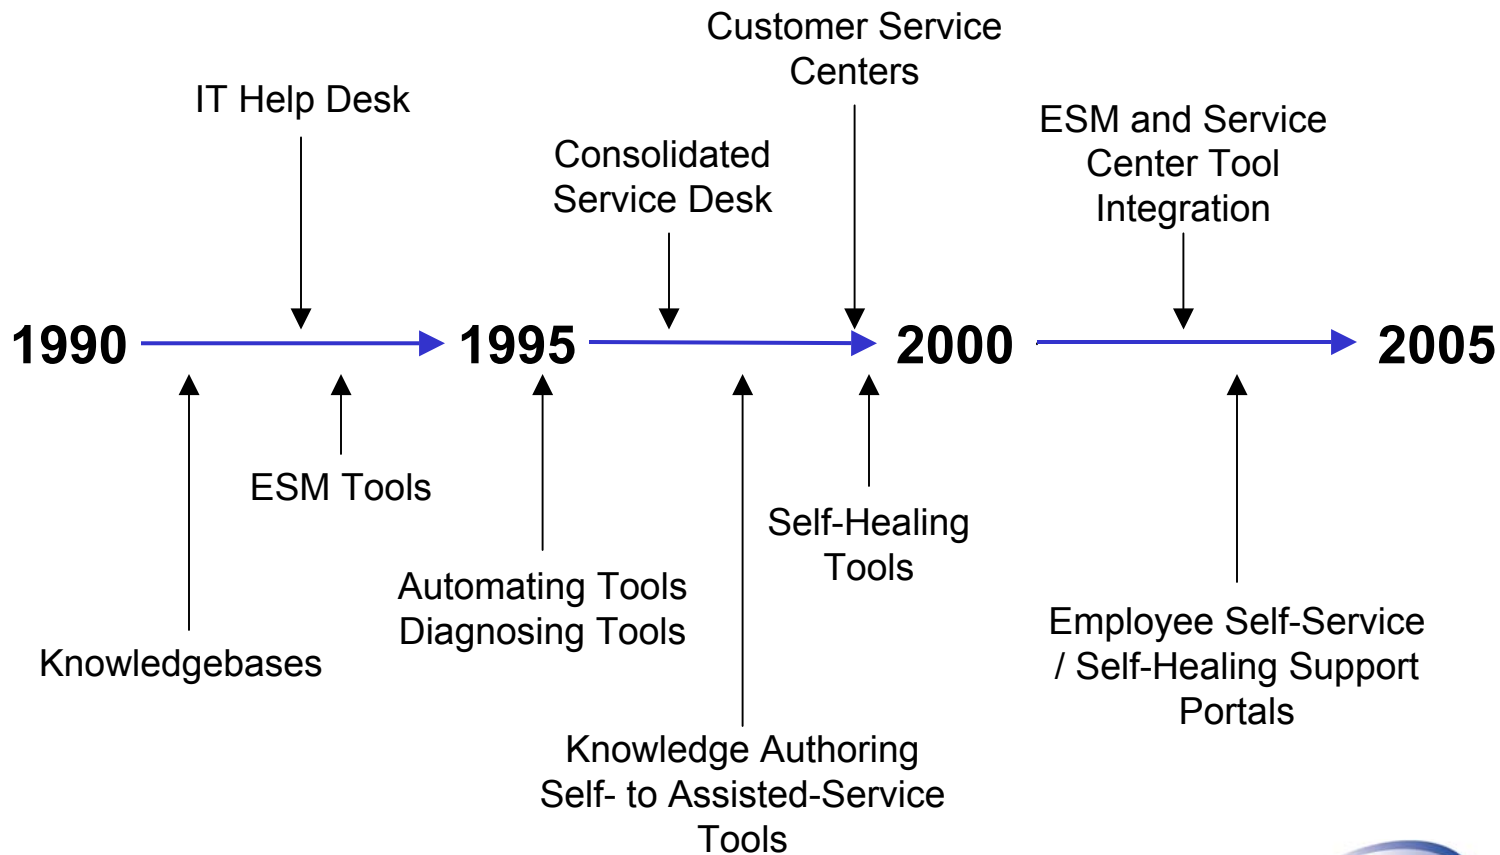 Customer Service
Centers
IT Help Desk
ESM and Service
Center Tool
Integration
Consolidated
Service Desk
1990
1995
2000
2005
ESM Tools
Self-Healing
Tools
Automating Tools
Diagnosing Tools
Employee Self-Service
/ Self-Healing Support
Portals
Knowledgebases
Knowledge Authoring
Self- to Assisted-Service
Tools